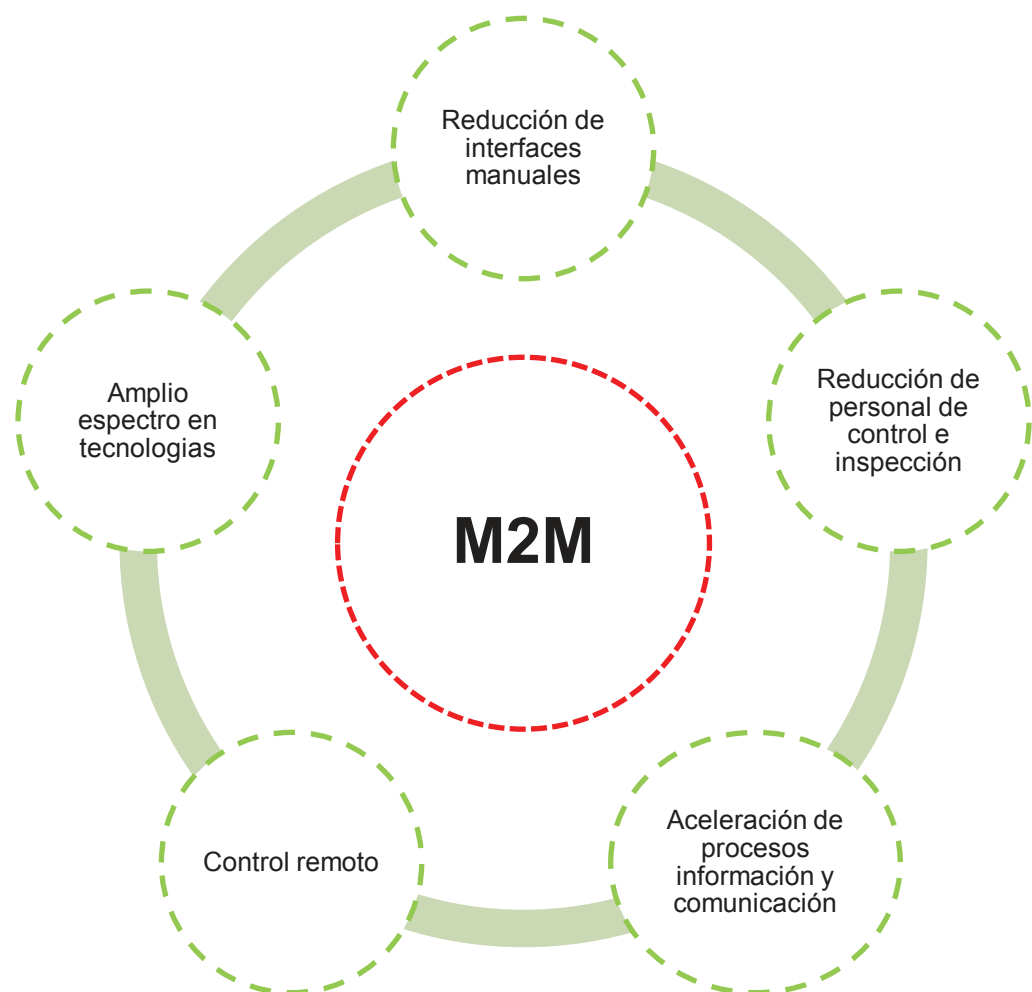 Reducción de
interfaces
manuales
Amplio
espectro en
tecnologias
Reducción de
personal de
control e
inspección
M2M
Control remoto
Aceleración de
procesos
información y
comunicación